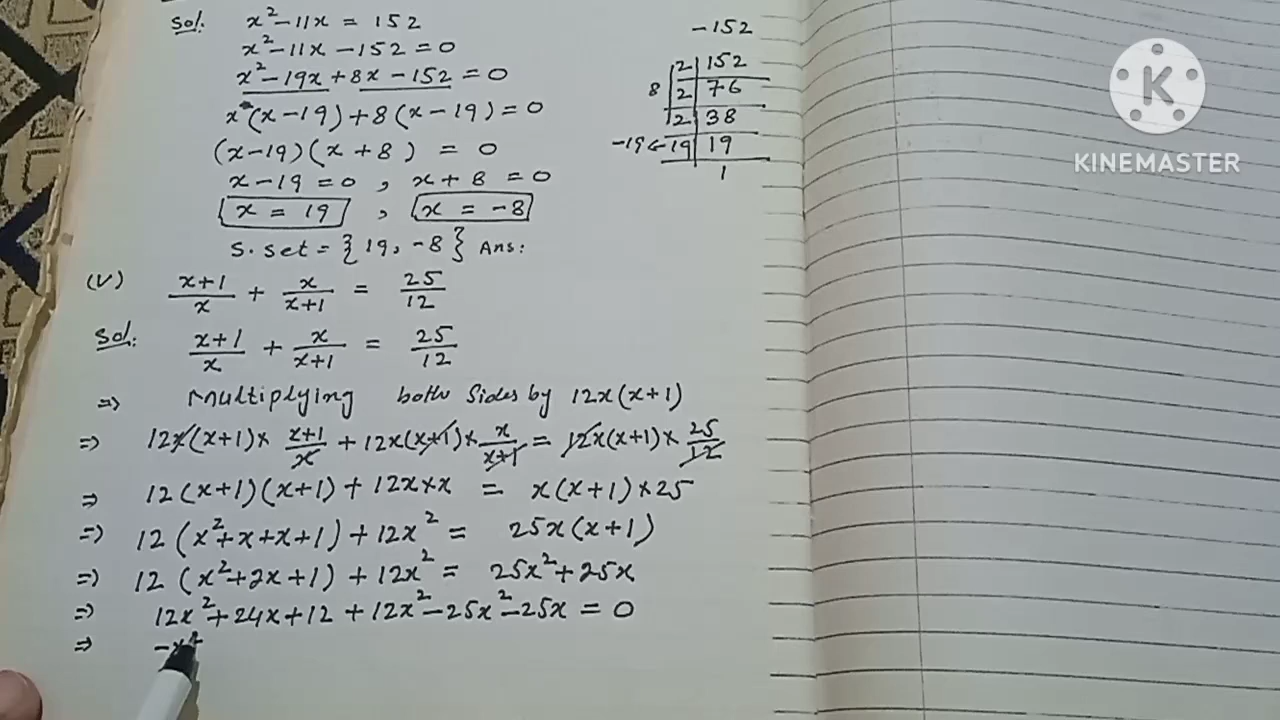 Sol. x² - 11x = 152
x² - 11x - 152 = 0
x² - 19x + 8x - 152 = 0
x(x - 19) + 8(x - 19) = 0
(x - 19)(x + 8) = 0
x - 19 = 0 , x + 8 = 0
x = 19 , x = -8
S. Set = {19, -8} Ans:
-152
2 | 152
8 2 | 76
2 | 38
-19 ← 19 | 19
1
K
KINEMASTER
(V) (x+1)/x + x/(x+1) = 25/12
Sol: (x+1)/x + x/(x+1) = 25/12
⇒ Multiplying both sides by 12x(x+1)
⇒ 12x(x+1) × (x+1)/x + 12x(x+1) × x/(x+1) = 12x(x+1) × 25/12
⇒ 12(x+1)(x+1) + 12x × x = x(x+1) × 25
⇒ 12(x² + x + x + 1) + 12x² = 25x(x+1)
⇒ 12(x² + 2x + 1) + 12x² = 25x² + 25x
⇒ 12x² + 24x + 12 + 12x² - 25x² - 25x = 0
⇒ -x²